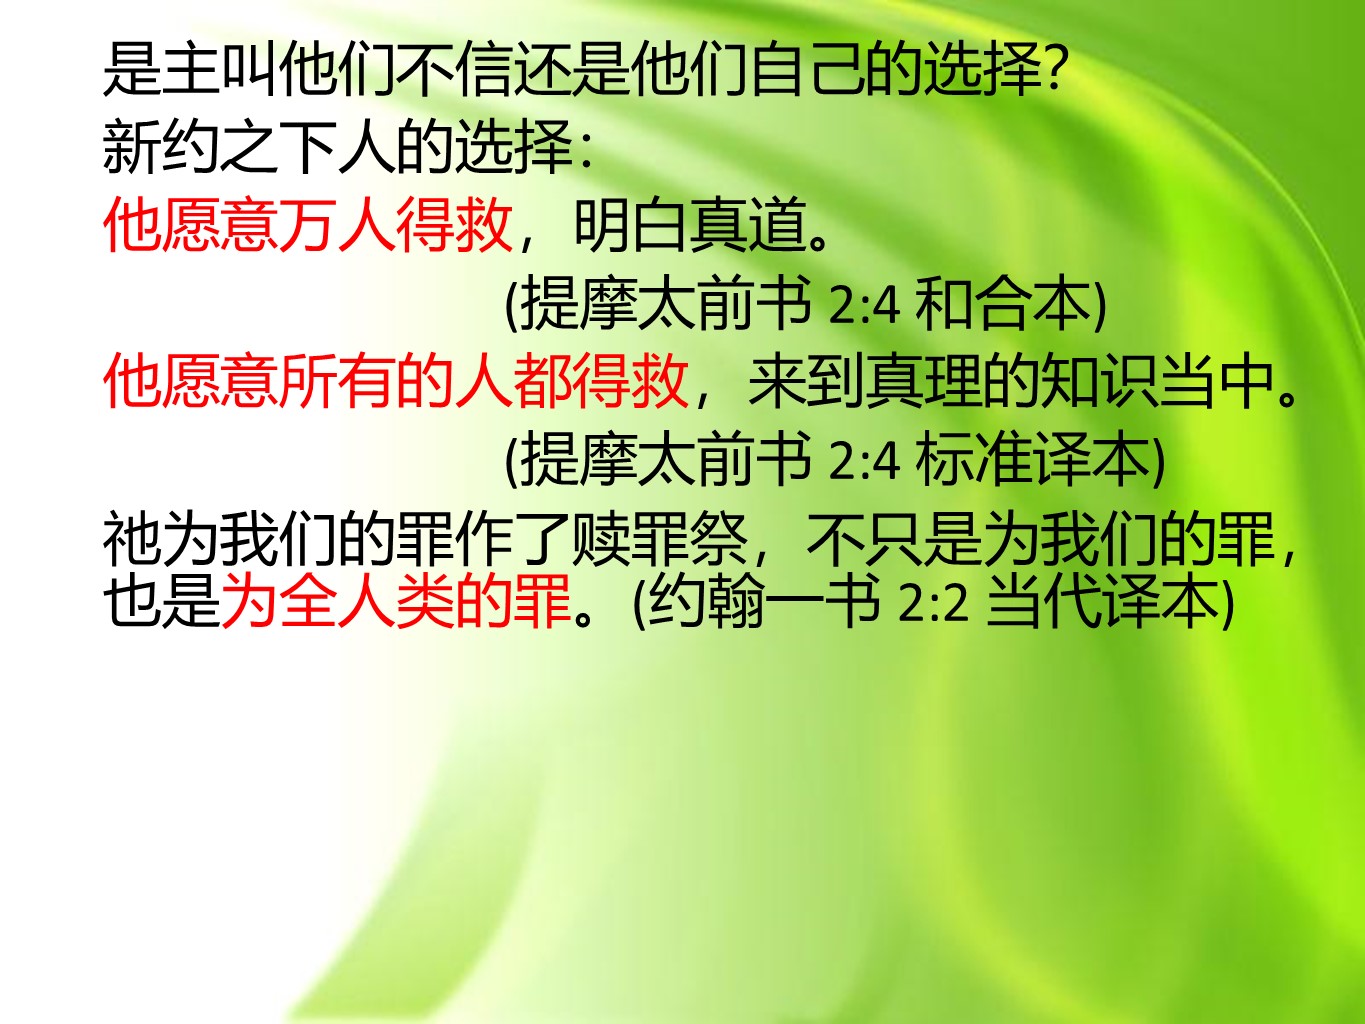 是主叫他们不信还是他们自己的选择?
新约之下人的选择:
他愿意万人得救，明白真道。
(提摩太前书 2:4 和合本)
他愿意所有的人都得救，来到真理的知识当中。
(提摩太前书 2:4 标准译本)
祂为我们的罪作了赎罪祭，不只是为我们的罪，
也是为全人类的罪。(约翰一书 2:2 当代译本)